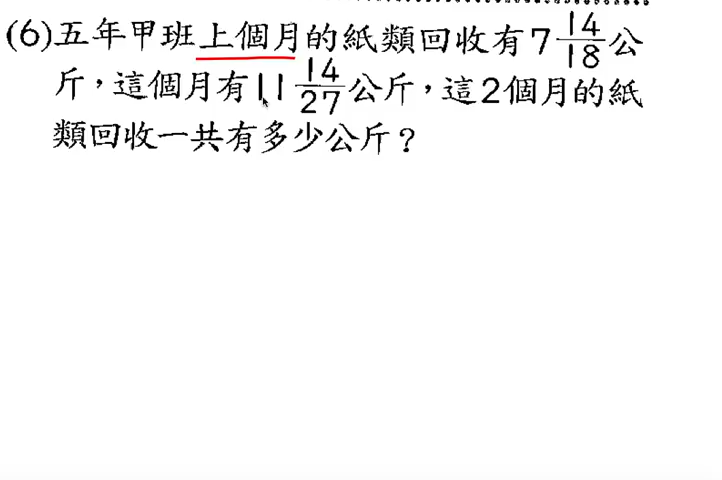 (6)五年甲班上個月的紙類回收有7 14/18公
斤，這個月有11 14/27公斤，這2個月的紙
類回收一共有多少公斤？